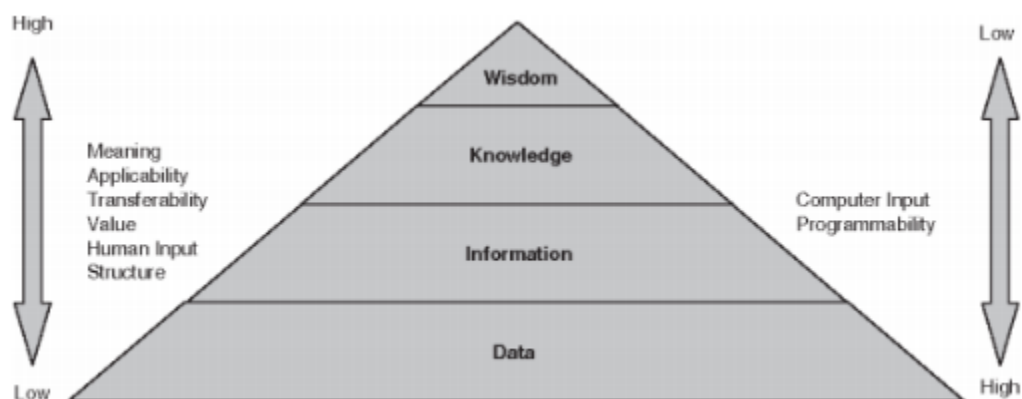 High
Low
Wisdom
Meaning
Applicability
Transferability
Value
Human Input
Structure
Knowledge
Computer Input
Programmability
Information
Data
Low
High